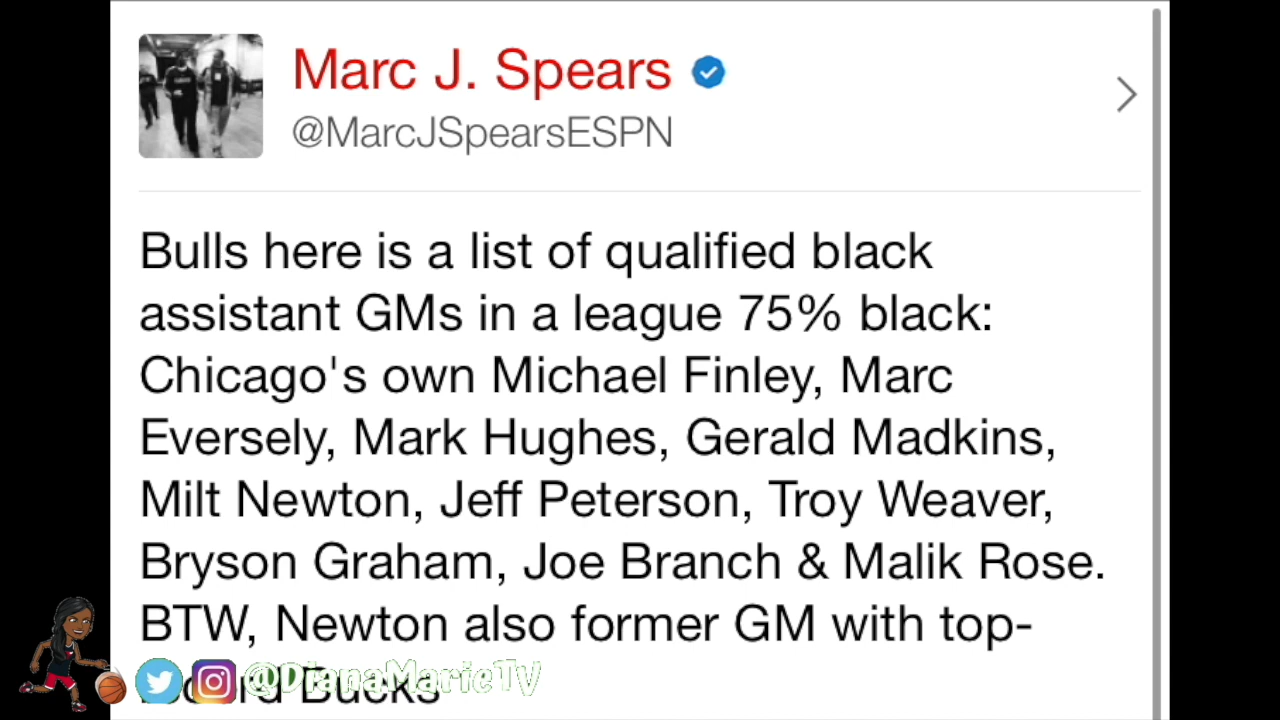 Marc J. Spears
@MarcJSpearsESPN
Bulls here is a list of qualified black
assistant GMs in a league 75% black:
Chicago's own Michael Finley, Marc
Eversely, Mark Hughes, Gerald Madkins,
Milt Newton, Jeff Peterson, Troy Weaver,
Bryson Graham, Joe Branch & Malik Rose.
BTW, Newton also former GM with top-
Bucks
@DianaMarieTV